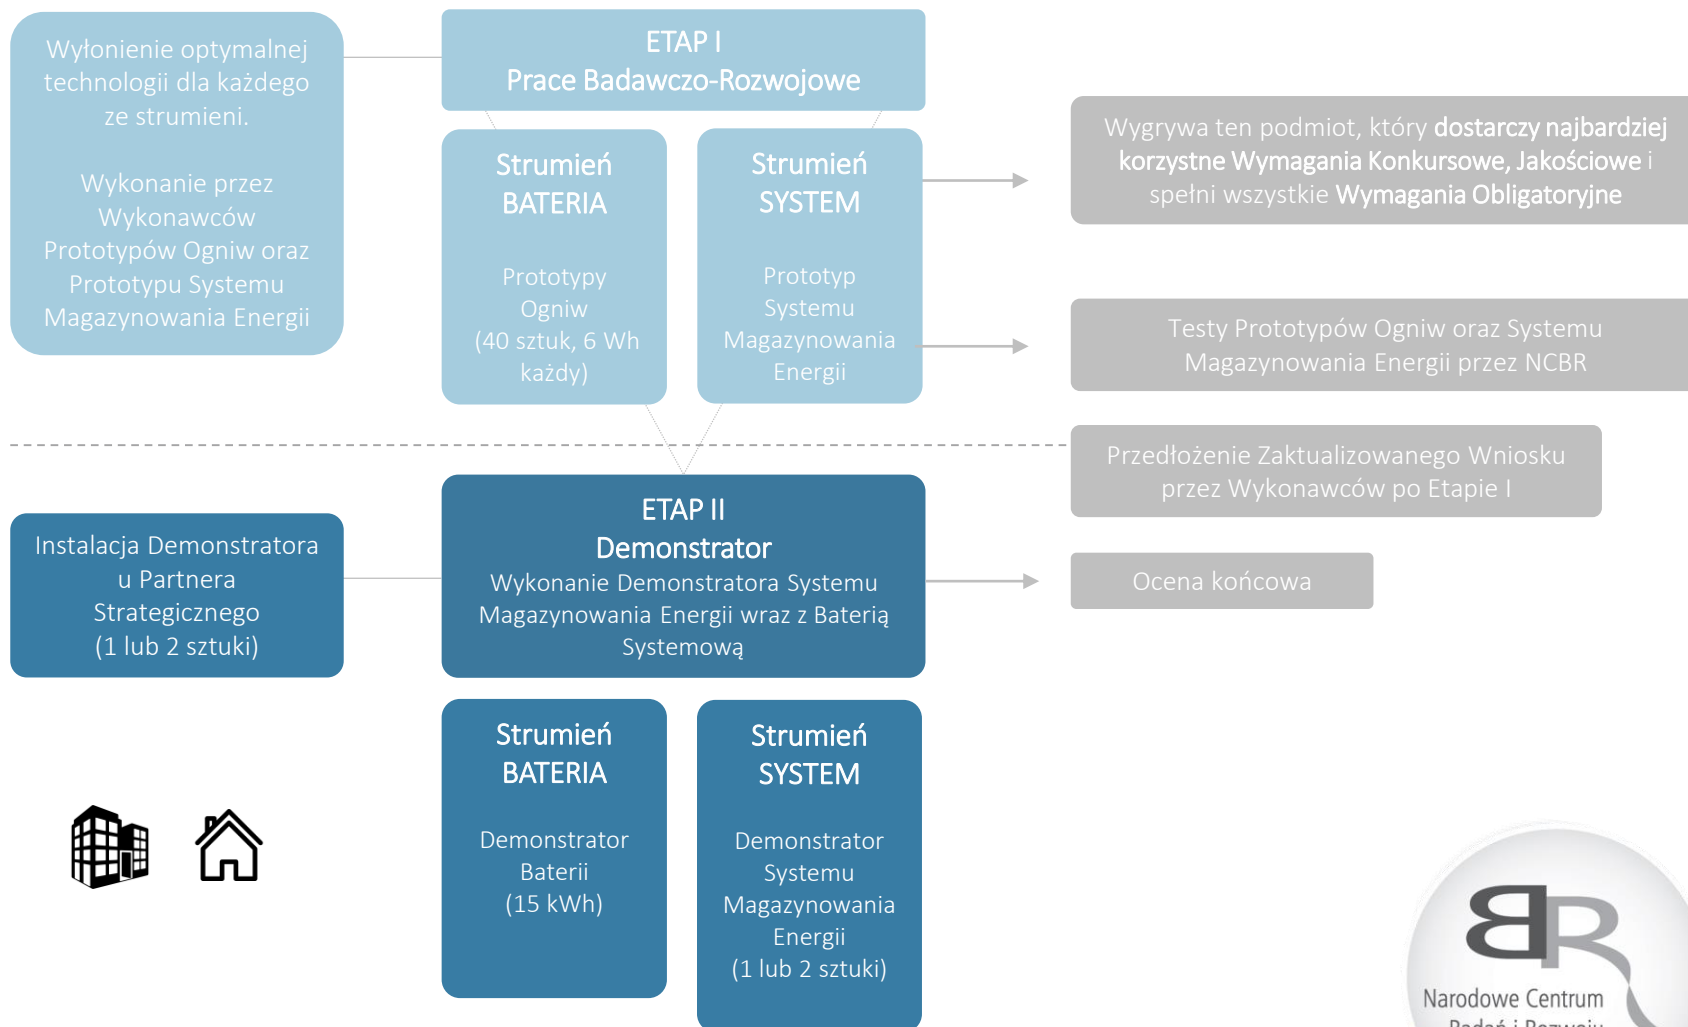 Wyłonienie optymalnej
technologii dla każdego
ze strumieni.
Wykonanie przez
Wykonawców
Prototypów Ogniw oraz
Prototypu Systemu
Magazynowania Energii
ETAP I
Prace Badawczo-Rozwojowe
Strumień
BATERIA
Prototypy
Ogniw
(40 sztuk, 6 Wh
każdy)
Strumień
SYSTEM
Prototyp
Systemu
Magazynowania
Energii
Wygrywa ten podmiot, który dostarczy najbardziej
korzystne Wymagania Konkursowe, Jakościowe i
spełni wszystkie Wymagania Obligatoryjne
Testy Prototypów Ogniw oraz Systemu
Magazynowania Energii przez NCBR
Przedłożenie Zaktualizowanego Wniosku
przez Wykonawców po Etapie I
Instalacja Demonstratora
u Partnera
Strategicznego
(1 lub 2 sztuki)
ETAP II
Demonstrator
Wykonanie Demonstratora Systemu
Magazynowania Energii wraz z Baterią
Systemową
Ocena końcowa
Strumień
BATERIA
Demonstrator
Baterii
(15 kWh)
Strumień
SYSTEM
Demonstrator
Systemu
Magazynowania
Energii
(1 lub 2 sztuki)
BR
Narodowe Centrum
Badań i Rozwoju